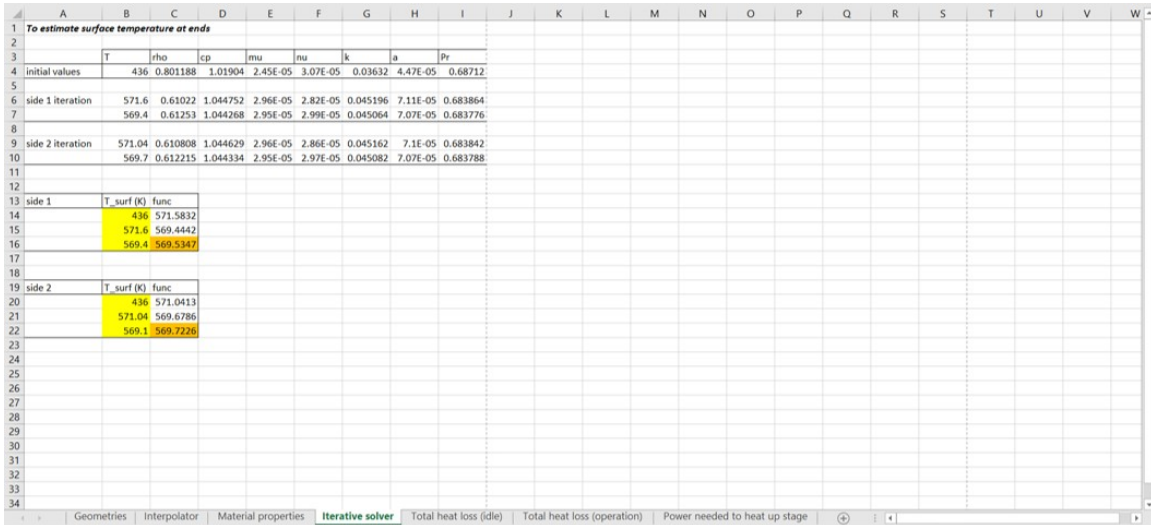 A B C D E F G H I J K L M N O P Q R S T U V W
1 To estimate surface temperature at ends
2
3 T rho cp mu nu k a Pr
4 initial values 436 0.801188 1.01904 2.45E-05 3.07E-05 0.03632 4.47E-05 0.68712
5
6 side 1 iteration 571.6 0.61022 1.044752 2.96E-05 2.82E-05 0.045196 7.11E-05 0.683864
7 569.4 0.61253 1.044268 2.95E-05 2.99E-05 0.045064 7.07E-05 0.683776
8
9 side 2 iteration 571.04 0.610808 1.044629 2.96E-05 2.86E-05 0.045162 7.1E-05 0.683842
10 569.7 0.612215 1.044334 2.95E-05 2.97E-05 0.045082 7.07E-05 0.683788
11
12
13 side 1 T_surf (K) func
14 436 571.5832
15 571.6 569.4442
16 569.4 569.5347
17
18
19 side 2 T_surf (K) func
20 436 571.0413
21 571.04 569.6786
22 569.1 569.7226
23
24
25
26
27
28
29
30
31
32
33
34
Geometries Interpolator Material properties Iterative solver Total heat loss (idle) Total heat loss (operation) Power needed to heat up stage